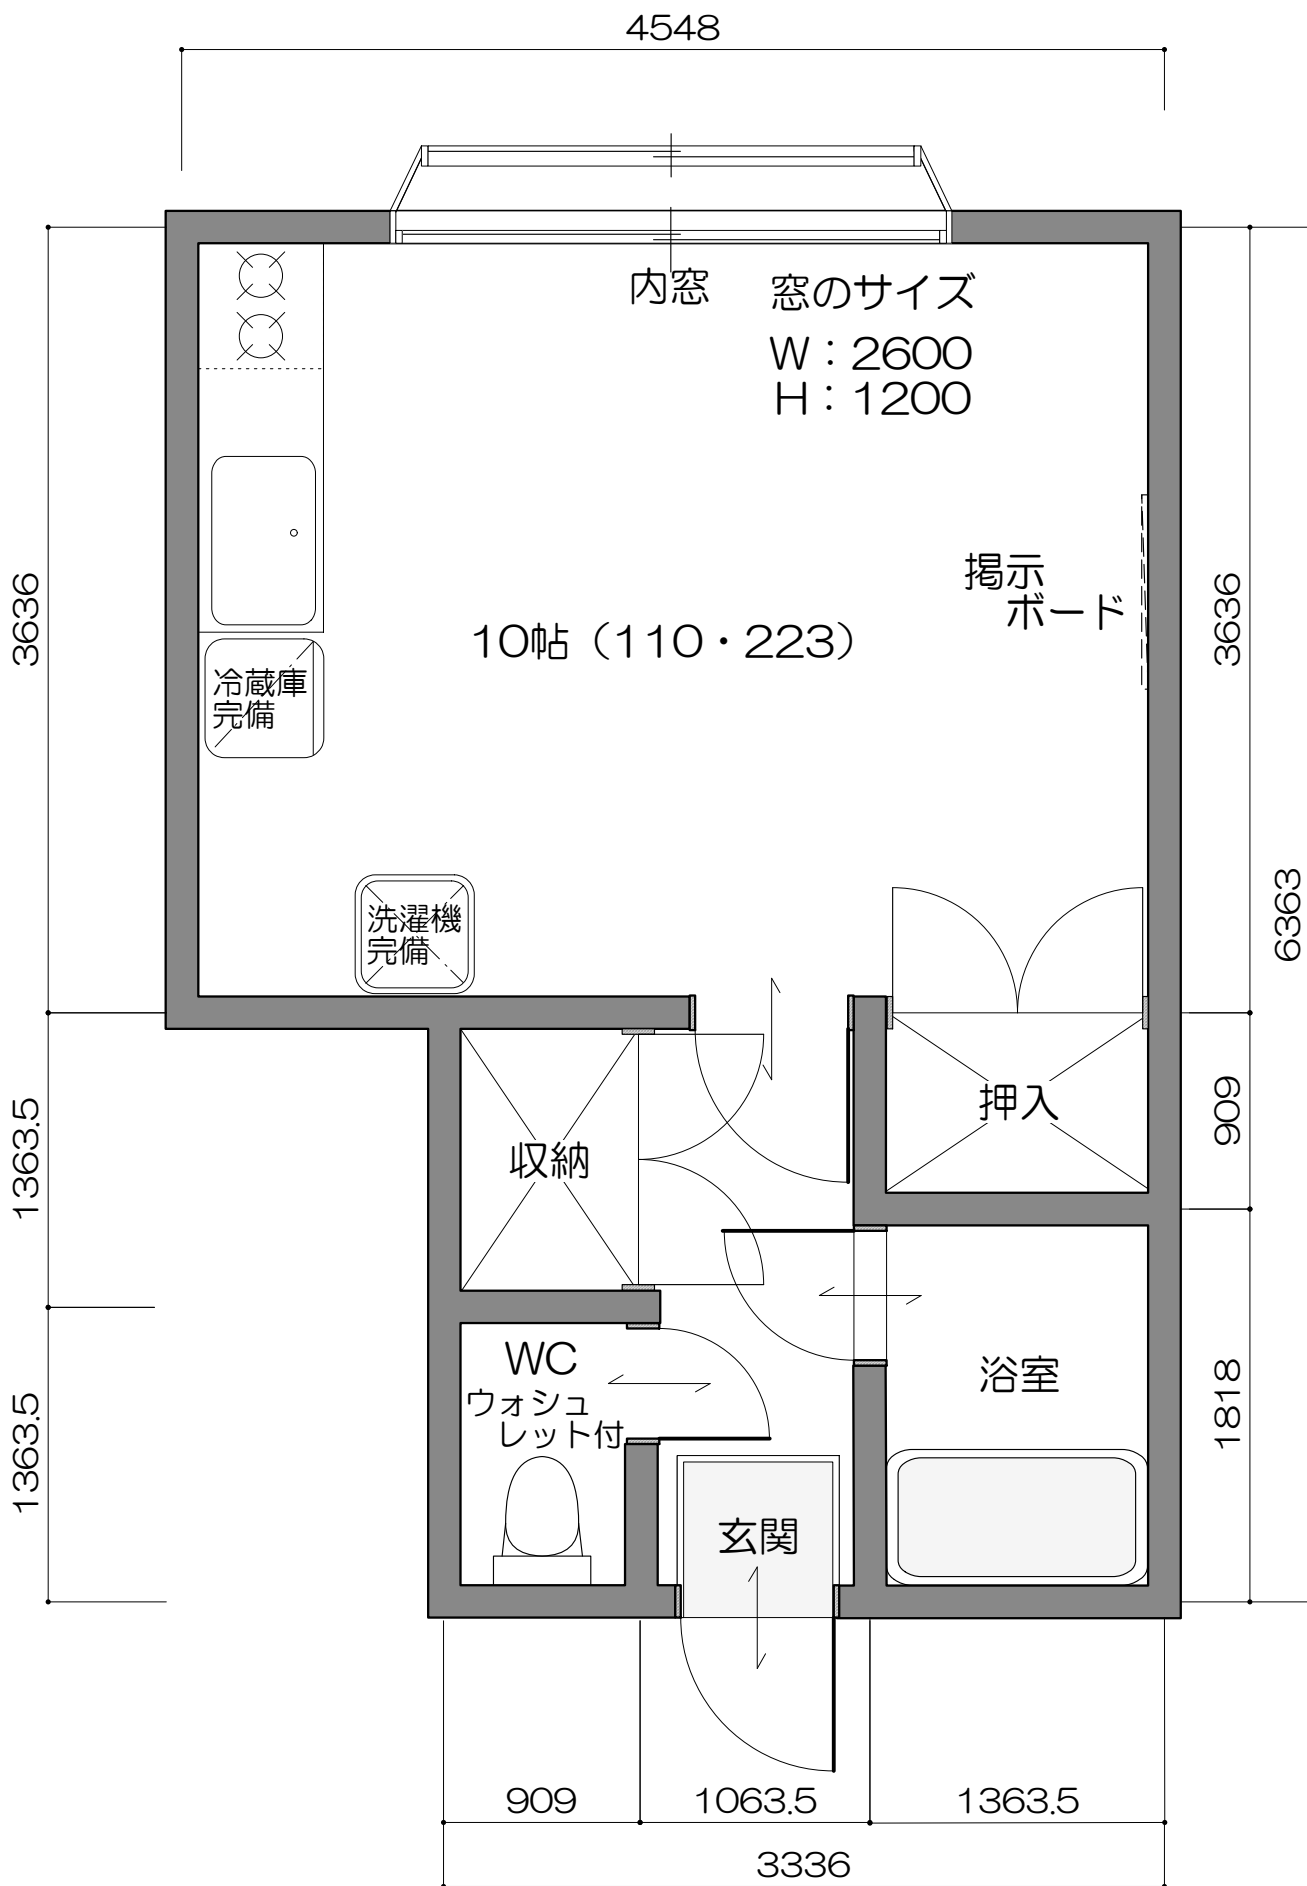 4548
内窓
窓のサイズ
W：2600
H：1200
3636
3636
掲示
ボード
10帖（110・223）
冷蔵庫
完備
6363
洗濯機
完備
押入
909
1363.5
収納
WC
ウォシュ
レット付
浴室
1818
1363.5
玄関
909
1063.5
1363.5
3336